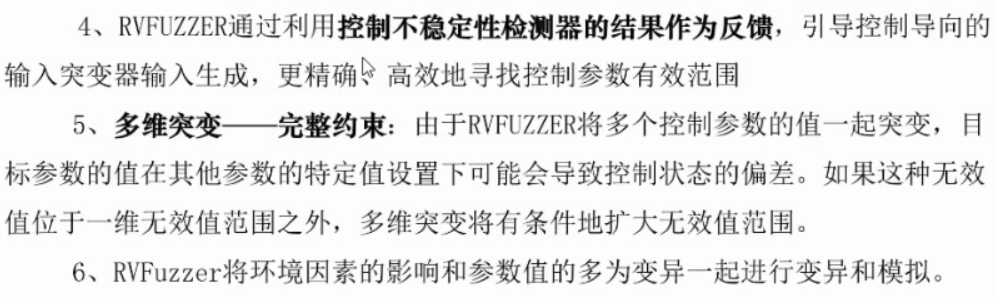 4、RVFUZZER通过利用控制不稳定性检测器的结果作为反馈，引导控制导向的
输入突变器输入生成，更精确、高效地寻找控制参数有效范围
5、多维突变——完整约束：由于RVFUZZER将多个控制参数的值一起突变，目
标参数的值在其他参数的特定值设置下可能会导致控制状态的偏差。如果这种无效
值位于一维无效值范围之外，多维突变将有条件地扩大无效值范围。
6、RVFuzzer将环境因素的影响和参数值的多为变异一起进行变异和模拟。